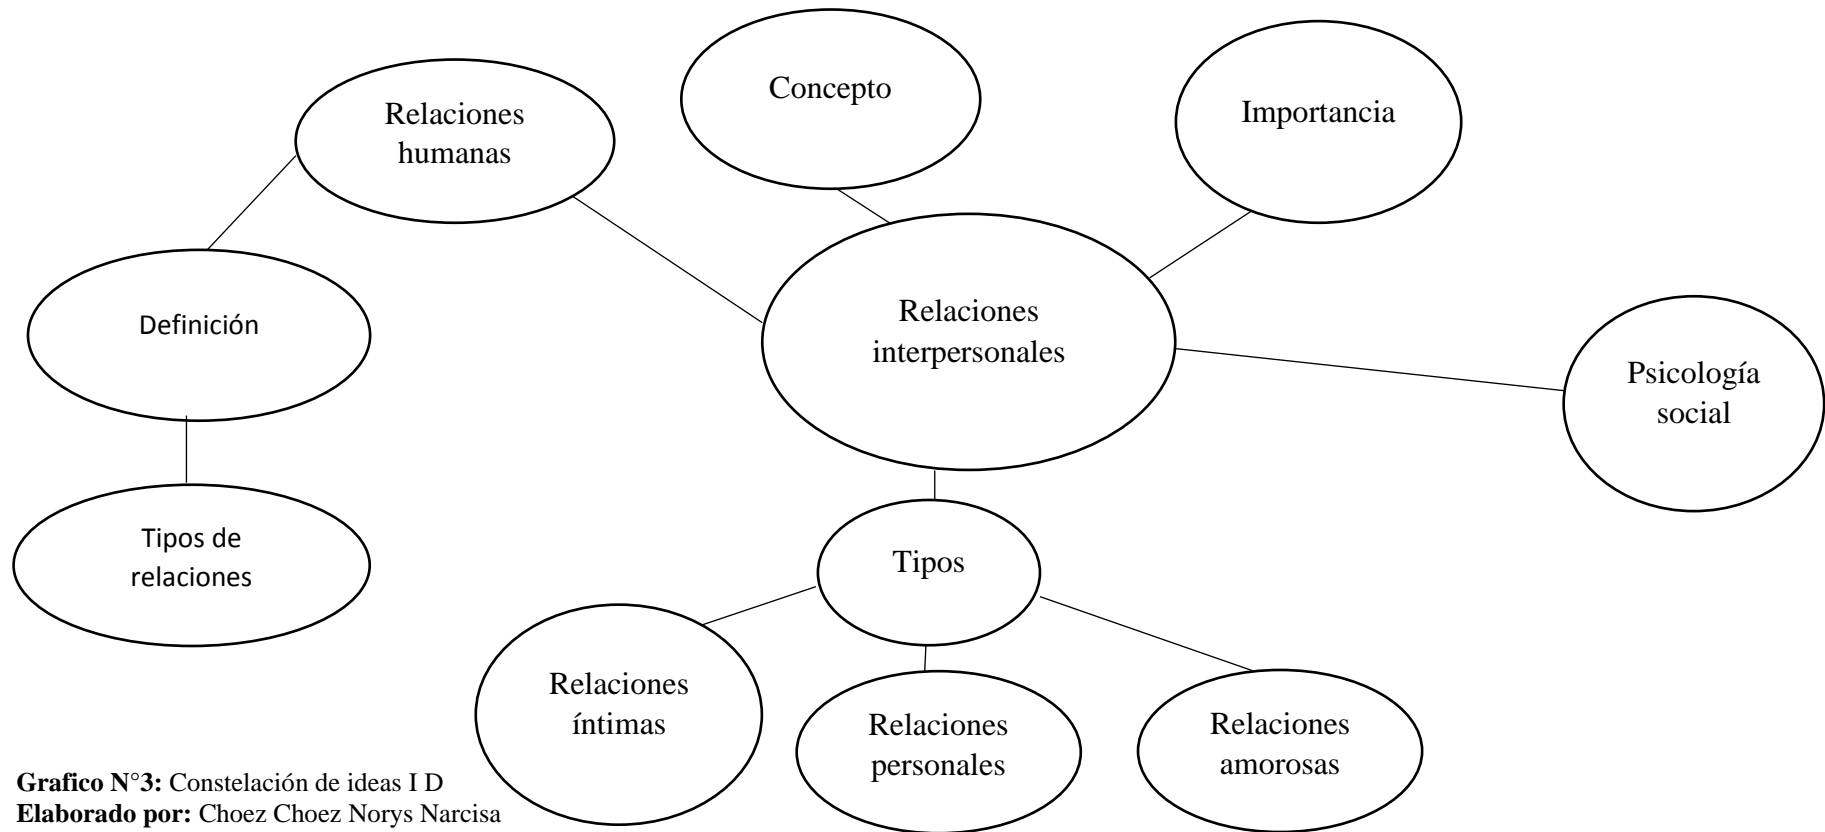 Concepto
Importancia
Relaciones
humanas
Relaciones
interpersonales
Definición
Psicología
social
Tipos de
relaciones
Tipos
Relaciones
íntimas
Relaciones
personales
Relaciones
amorosas
Grafico N°3: Constelación de ideas I D
Elaborado por: Choez Choez Norys Narcisa